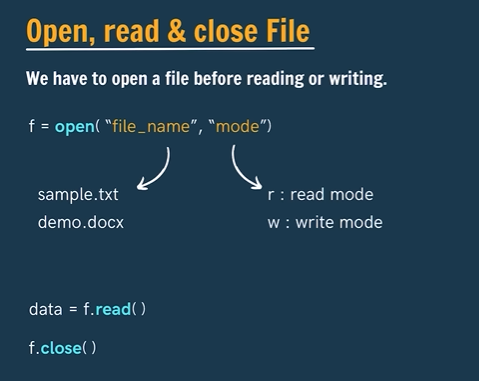 Open, read & close File
We have to open a file before reading or writing.
f = open( “file_name”, “mode”)
sample.txt
demo.docx
r : read mode
w : write mode
data = f.read( )
f.close( )